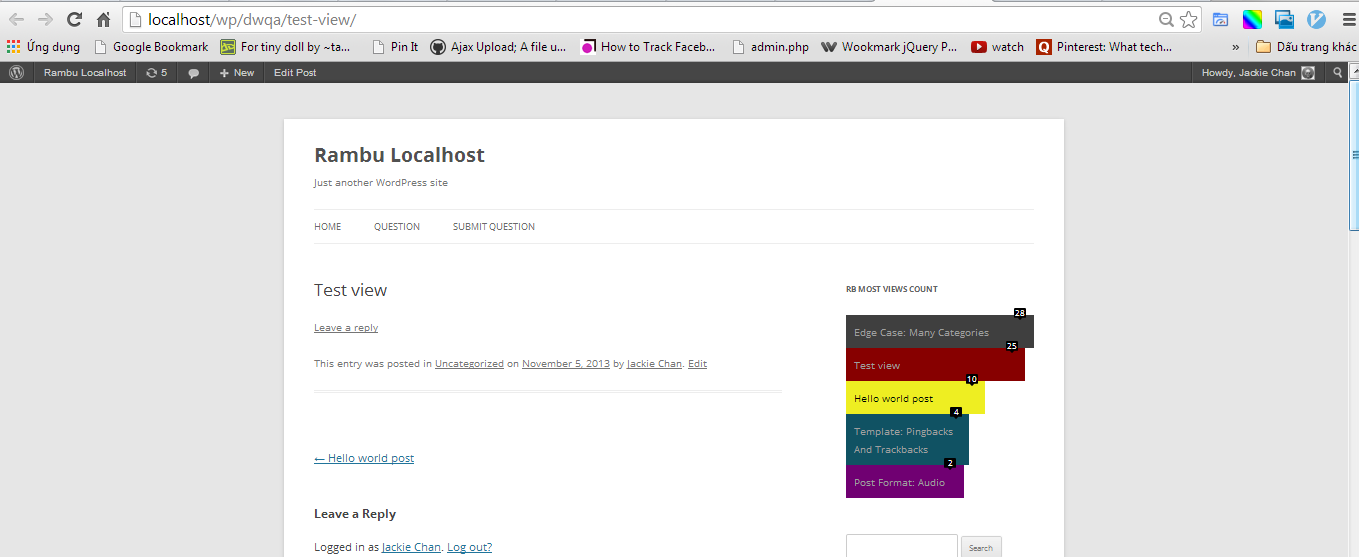 localhost/wp/dwqa/test-view/
Ứng dụng Google Bookmark For tiny doll by ~ta... Pin It Ajax Upload; A file u... How to Track Faceb... admin.php Wookmark jQuery P... watch Pinterest: What tech... » Dấu trang khác
Rambu Localhost 5 + New Edit Post Howdy, Jackie Chan
Rambu Localhost
Just another WordPress site
HOME QUESTION SUBMIT QUESTION
Test view
Leave a reply
This entry was posted in Uncategorized on November 5, 2013 by Jackie Chan. Edit
← Hello world post
Leave a Reply
Logged in as Jackie Chan. Log out?
RB MOST VIEWS COUNT
28
Edge Case: Many Categories
25
Test view
10
Hello world post
4
Template: Pingbacks
And Trackbacks
2
Post Format: Audio
Search